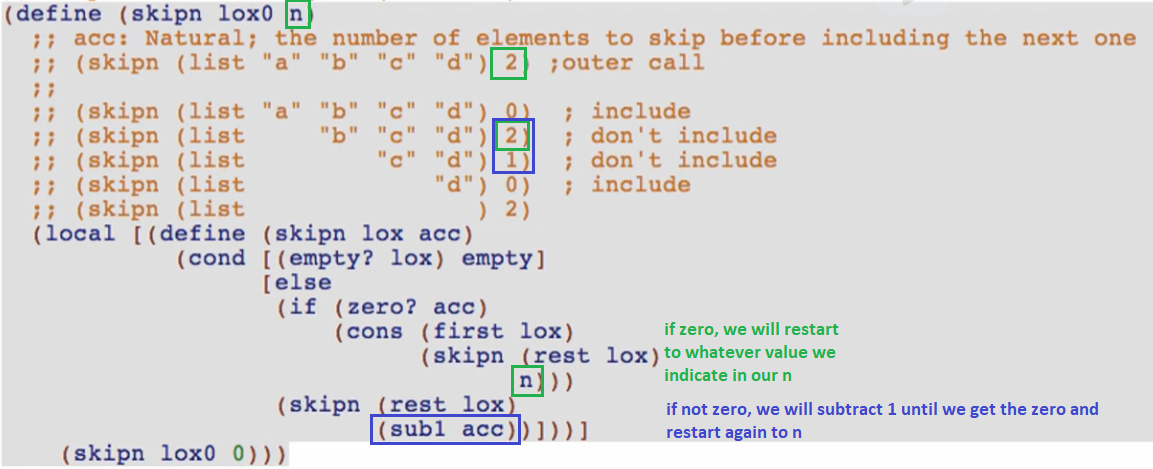 (define (skipn lox0 n)
;; acc: Natural; the number of elements to skip before including the next one
;; (skipn (list "a" "b" "c" "d") 2) ;outer call
;;
;; (skipn (list "a" "b" "c" "d") 0) ; include
;; (skipn (list "b" "c" "d") 2) ; don't include
;; (skipn (list "c" "d") 1) ; don't include
;; (skipn (list "d") 0) ; include
;; (skipn (list ) 2)
(local [(define (skipn lox acc)
(cond [(empty? lox) empty]
[else
(if (zero? acc)
(cons (first lox)
(skipn (rest lox)
n)))
(skipn (rest lox)
(sub1 acc))])))]
(skipn lox0 0)))
if zero, we will restart
to whatever value we
indicate in our n
if not zero, we will subtract 1 until we get the zero and
restart again to n